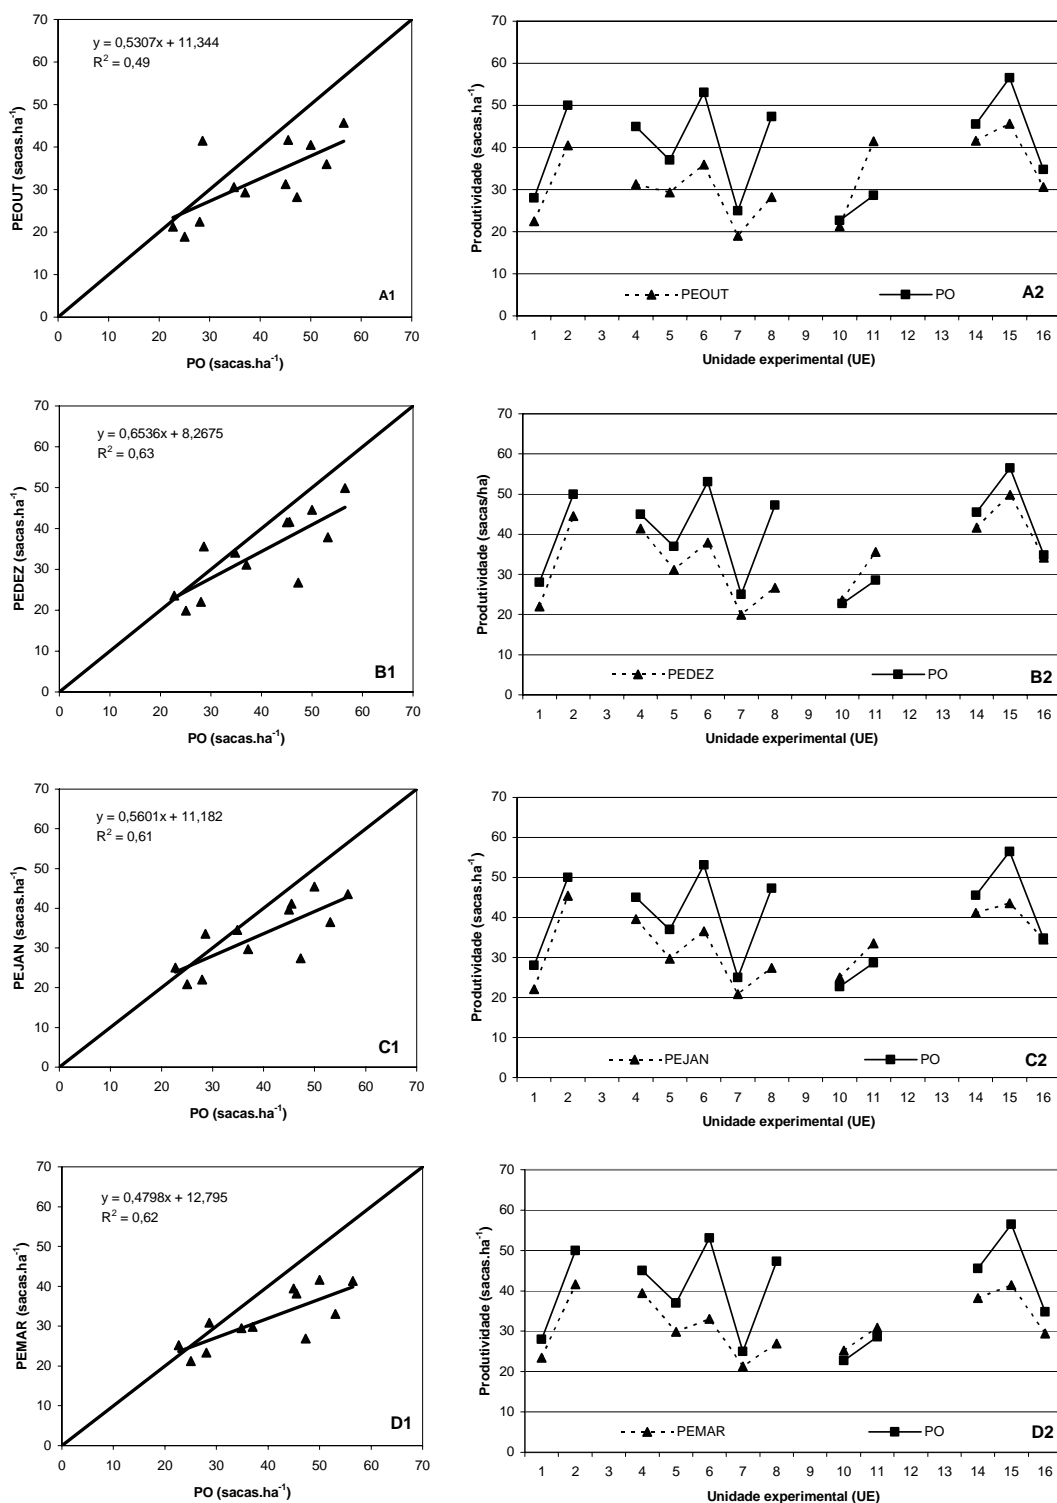 y = 0,5307x + 11,344
R² = 0,49
70
60
50
40
30
20
10
0
PEOUT (sacas.ha⁻¹)
0 10 20 30 40 50 60 70
PO (sacas.ha⁻¹)
A1
70
60
50
40
30
20
10
0
Produtividade (sacas.ha⁻¹)
PEOUT PO
A2
1 2 3 4 5 6 7 8 9 10 11 12 13 14 15 16
Unidade experimental (UE)
y = 0,6536x + 8,2675
R² = 0,63
70
60
50
40
30
20
10
0
PEDEZ (sacas.ha⁻¹)
0 10 20 30 40 50 60 70
PO (sacas.ha⁻¹)
B1
70
60
50
40
30
20
10
0
Produtividade (sacas/ha)
PEDEZ PO
B2
1 2 3 4 5 6 7 8 9 10 11 12 13 14 15 16
Unidade experimental (UE)
y = 0,5601x + 11,182
R² = 0,61
70
60
50
40
30
20
10
0
PEJAN (sacas.ha⁻¹)
0 10 20 30 40 50 60 70
PO (sacas.ha⁻¹)
C1
70
60
50
40
30
20
10
0
Produtividade (sacas.ha⁻¹)
PEJAN PO
C2
1 2 3 4 5 6 7 8 9 10 11 12 13 14 15 16
Unidade experimental (UE)
y = 0,4798x + 12,795
R² = 0,62
70
60
50
40
30
20
10
0
PEMAR (sacas.ha⁻¹)
0 10 20 30 40 50 60 70
PO (sacas.ha⁻¹)
D1
70
60
50
40
30
20
10
0
Produtividade (sacas.ha⁻¹)
PEMAR PO
D2
1 2 3 4 5 6 7 8 9 10 11 12 13 14 15 16
Unidade experimental (UE)